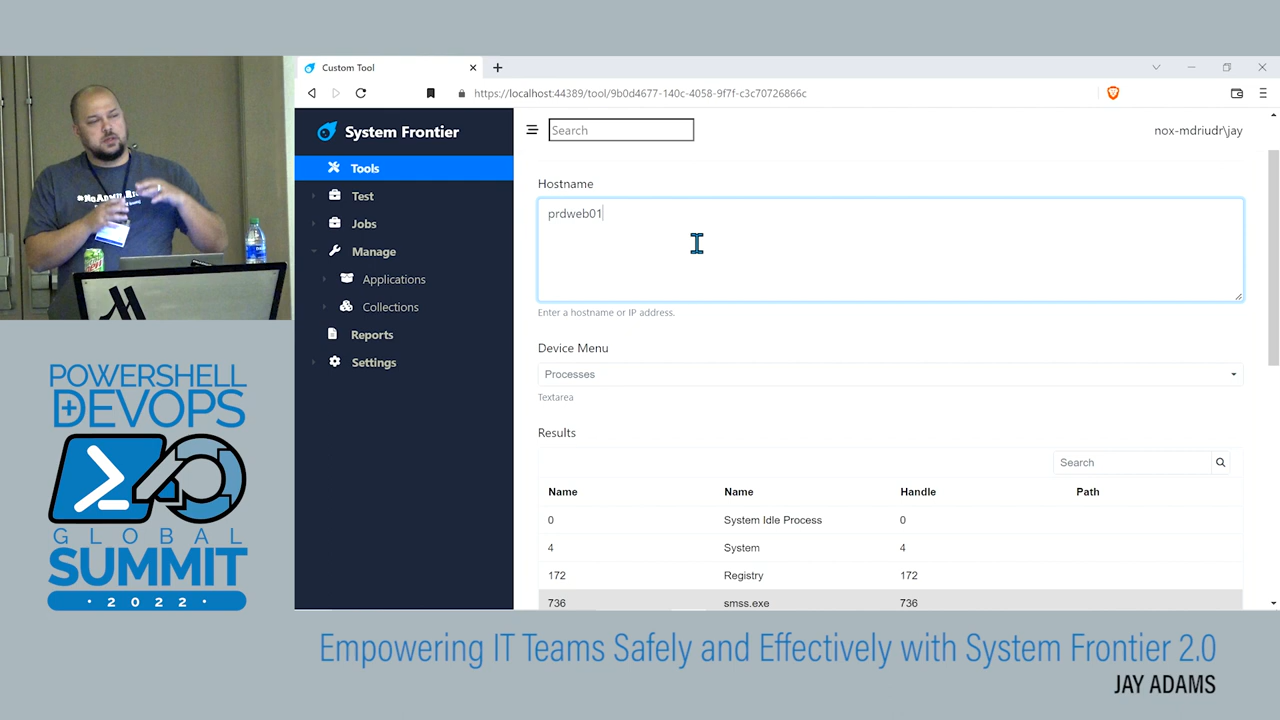 Custom Tool
https://localhost:44389/tool/9b0d4677-140c-4058-9f7f-c3c70726866c
System Frontier
Search
nox-mdriudr\jay
Tools
Test
Jobs
Manage
Applications
Collections
Reports
Settings
Hostname
prdweb01
Enter a hostname or IP address.
Device Menu
Processes
Textarea
Results
Search
Name Name Handle Path
0 System Idle Process 0
4 System 4
172 Registry 172
736 smss.exe 736
POWERSHELL
DEVOPS
GLOBAL
SUMMIT
· 2022 ·
Empowering IT Teams Safely and Effectively with System Frontier 2.0
JAY ADAMS